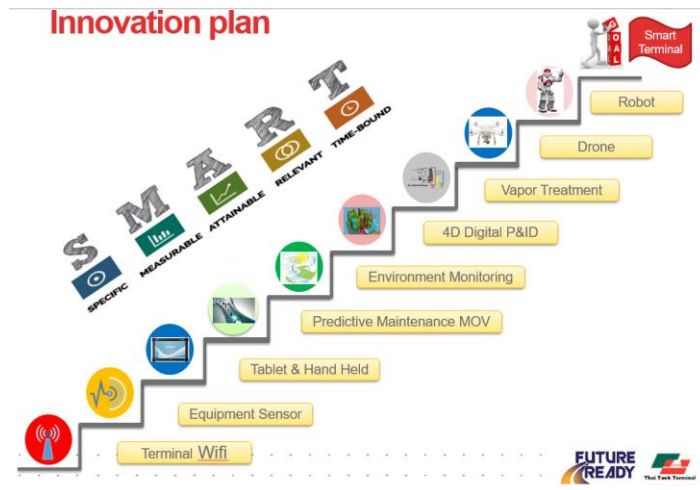 Innovation plan
GOAL
Smart
Terminal
S M A R T
SPECIFIC
MEASURABLE
ATTAINABLE
RELEVANT
TIME-BOUND
Robot
Drone
Vapor Treatment
4D Digital P&ID
Environment Monitoring
Predictive Maintenance MOV
Tablet & Hand Held
Equipment Sensor
Terminal Wifi
FUTURE
READY
Thai Tank Terminal